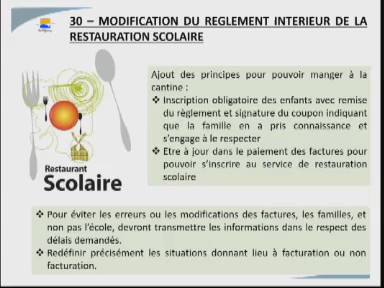 30 – MODIFICATION DU REGLEMENT INTERIEUR DE LA
RESTAURATION SCOLAIRE
Ajout des principes pour pouvoir manger à la
cantine :
❖ Inscription obligatoire des enfants avec remise
du règlement et signature du coupon indiquant
que la famille en a pris connaissance et
s'engage à le respecter
❖ Etre à jour dans le paiement des factures pour
pouvoir s'inscrire au service de restauration
scolaire
Restaurant
Scolaire
❖ Pour éviter les erreurs ou les modifications des factures, les familles, et
non pas l'école, devront transmettre les informations dans le respect des
délais demandés.
❖ Redéfinir précisément les situations donnant lieu à facturation ou non
facturation.